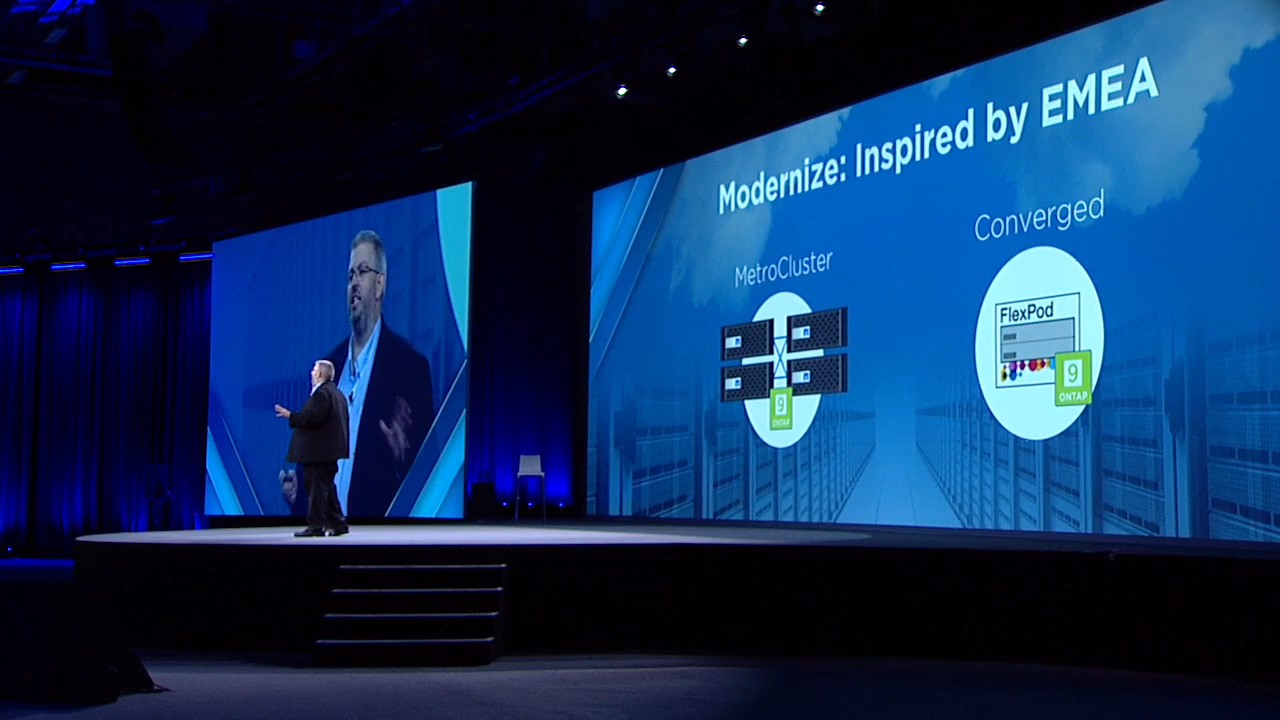 Modernize: Inspired by EMEA
MetroCluster
Converged
FlexPod
9
ONTAP
9
ONTAP